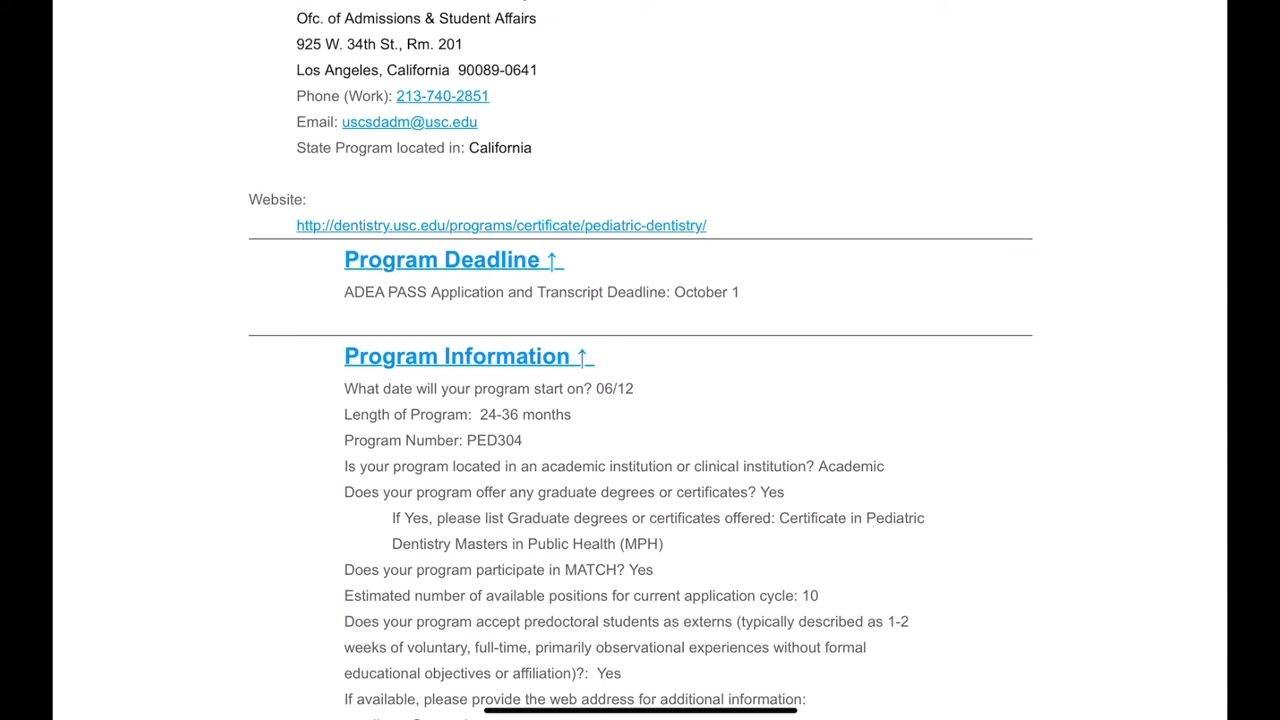 Ofc. of Admissions & Student Affairs
925 W. 34th St., Rm. 201
Los Angeles, California  90089-0641
Phone (Work): 213-740-2851
Email: uscsdadm@usc.edu
State Program located in: California
Website:
http://dentistry.usc.edu/programs/certificate/pediatric-dentistry/
Program Deadline ↑
ADEA PASS Application and Transcript Deadline: October 1
Program Information ↑
What date will your program start on? 06/12
Length of Program:  24-36 months
Program Number: PED304
Is your program located in an academic institution or clinical institution? Academic
Does your program offer any graduate degrees or certificates? Yes
If Yes, please list Graduate degrees or certificates offered: Certificate in Pediatric
Dentistry Masters in Public Health (MPH)
Does your program participate in MATCH? Yes
Estimated number of available positions for current application cycle: 10
Does your program accept predoctoral students as externs (typically described as 1-2
weeks of voluntary, full-time, primarily observational experiences without formal
educational objectives or affiliation)?:  Yes
If available, please provide the web address for additional information: